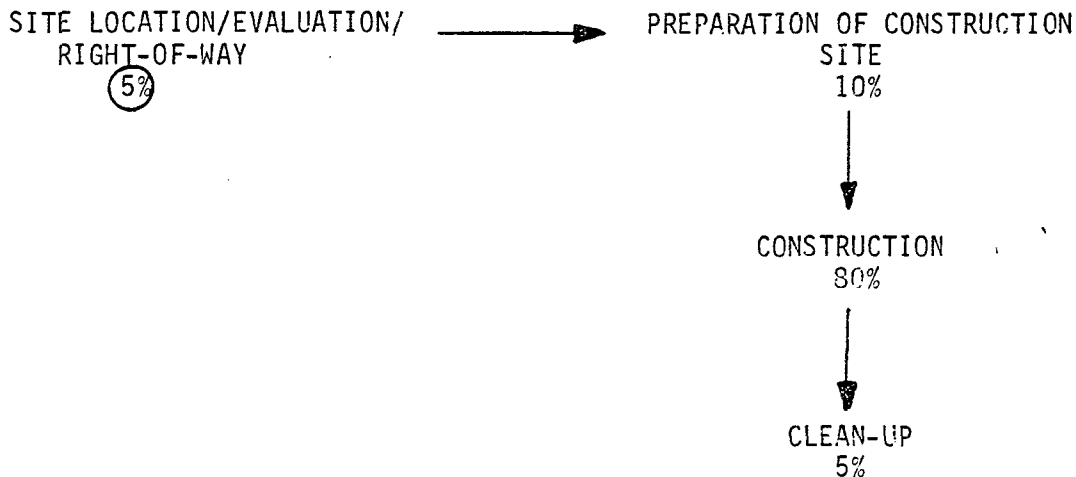 SITE LOCATION/EVALUATION/
RIGHT-OF-WAY
5%
PREPARATION OF CONSTRUCTION
SITE
10%
CONSTRUCTION
80%
CLEAN-UP
5%